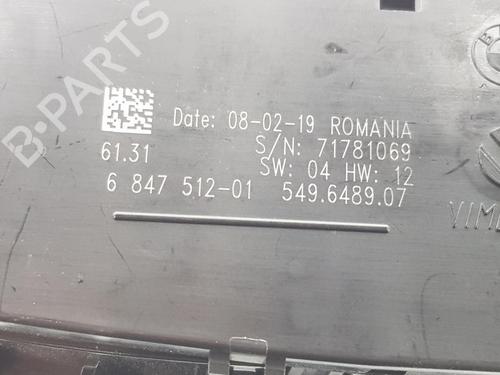 B-PARTS
Date: 08-02-19 ROMANIA
61.31 S/N: 71781069
SW: 04 HW: 12
6 847 512-01 549.6489.07